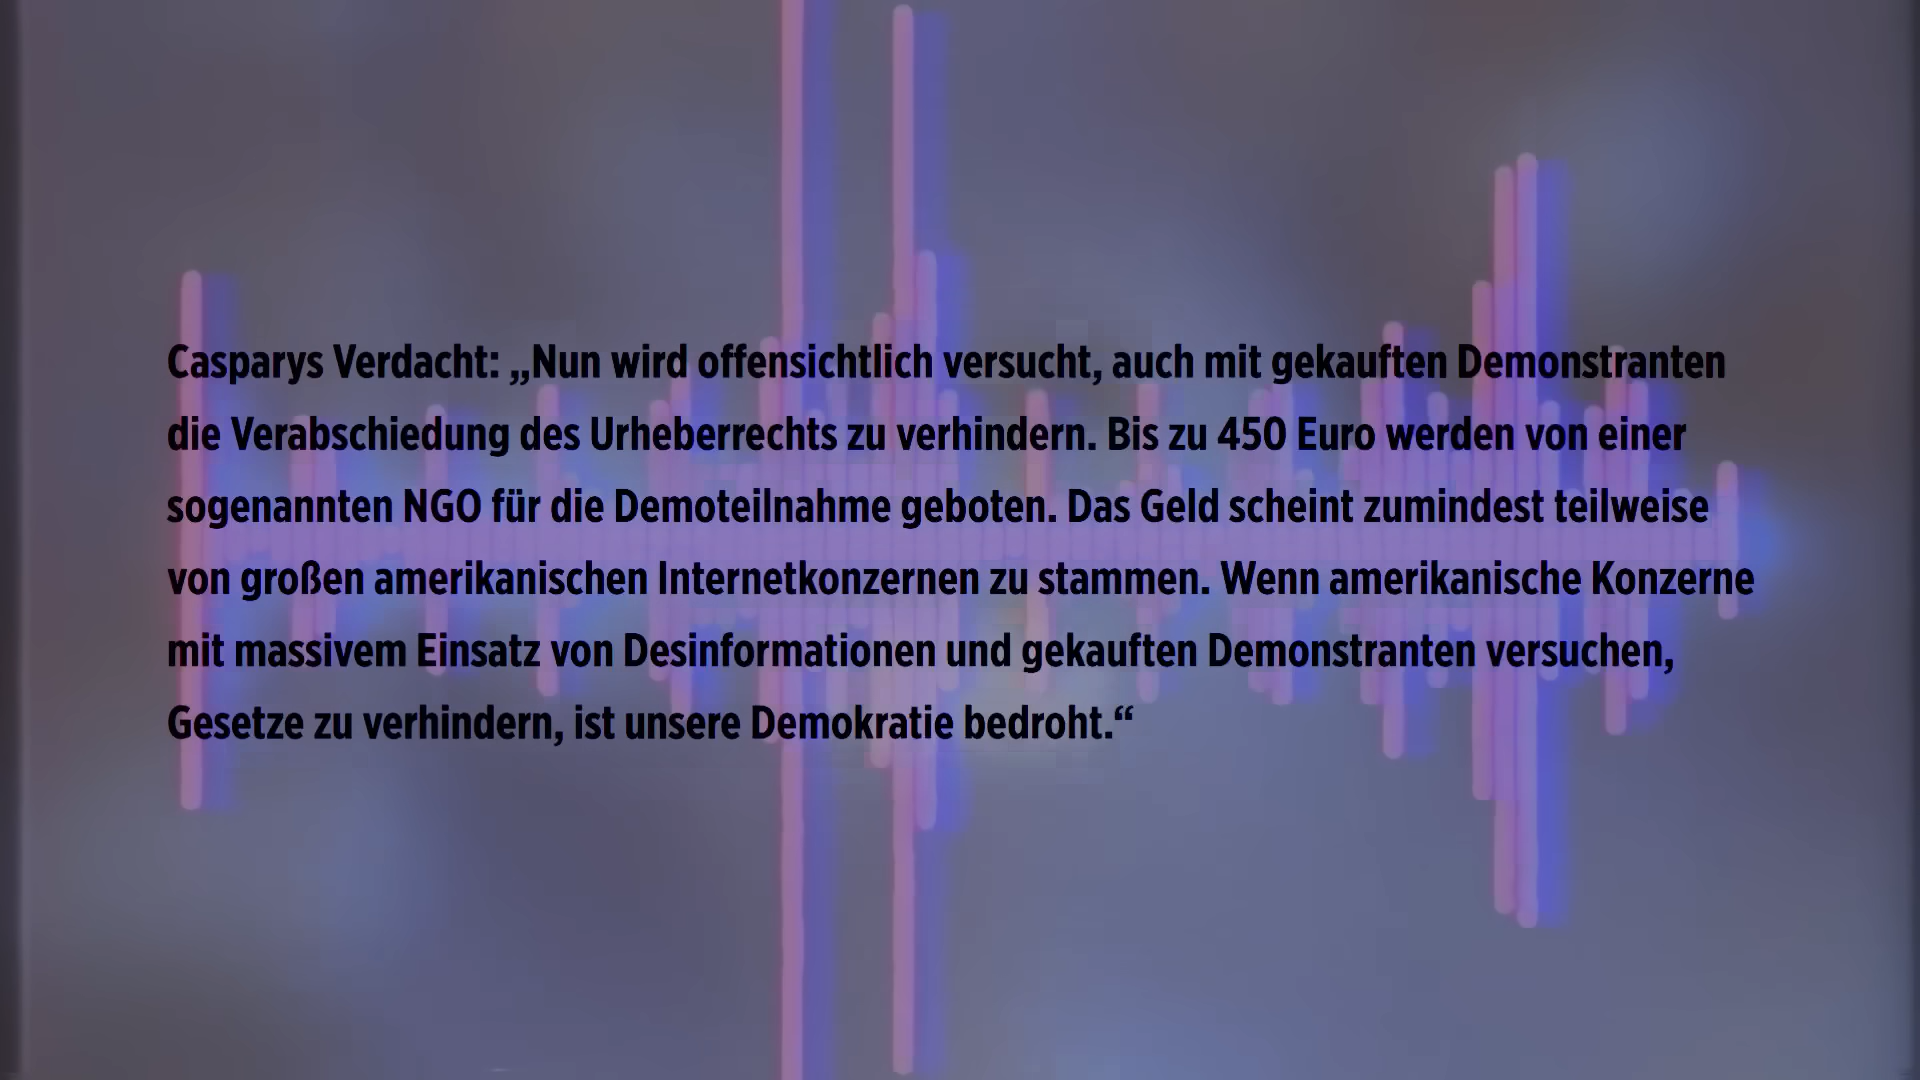 Casparys Verdacht: „Nun wird offensichtlich versucht, auch mit gekauften Demonstranten
die Verabschiedung des Urheberrechts zu verhindern. Bis zu 450 Euro werden von einer
sogenannten NGO für die Demoteilnahme geboten. Das Geld scheint zumindest teilweise
von großen amerikanischen Internetkonzernen zu stammen. Wenn amerikanische Konzerne
mit massivem Einsatz von Desinformationen und gekauften Demonstranten versuchen,
Gesetze zu verhindern, ist unsere Demokratie bedroht.“